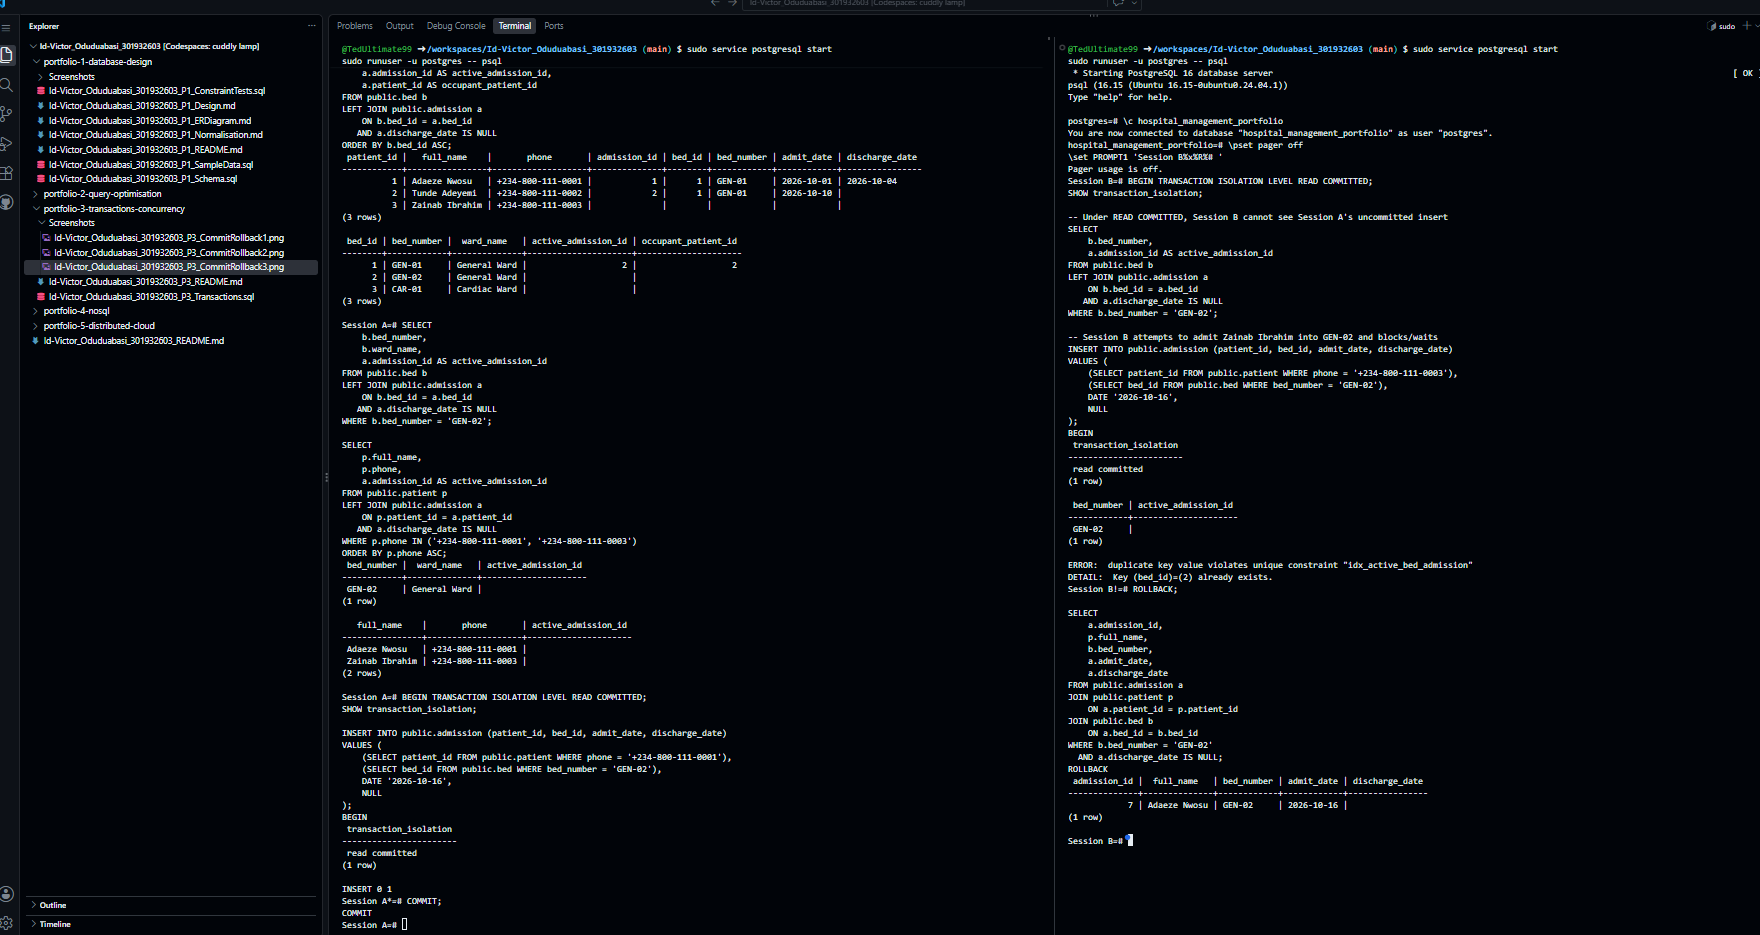 Id-Victor_Oduduabasi_301932603 [Codespaces: cuddly lamp]
Explorer
Id-Victor_Oduduabasi_301932603 [Codespaces: cuddly lamp]
portfolio-1-database-design
Screenshots
Id-Victor_Oduduabasi_301932603_P1_ConstraintTests.sql
Id-Victor_Oduduabasi_301932603_P1_Design.md
Id-Victor_Oduduabasi_301932603_P1_ERDiagram.md
Id-Victor_Oduduabasi_301932603_P1_Normalisation.md
Id-Victor_Oduduabasi_301932603_P1_README.md
Id-Victor_Oduduabasi_301932603_P1_SampleData.sql
Id-Victor_Oduduabasi_301932603_P1_Schema.sql
portfolio-2-query-optimisation
portfolio-3-transactions-concurrency
Screenshots
Id-Victor_Oduduabasi_301932603_P3_CommitRollback1.png
Id-Victor_Oduduabasi_301932603_P3_CommitRollback2.png
Id-Victor_Oduduabasi_301932603_P3_CommitRollback3.png
Id-Victor_Oduduabasi_301932603_P3_README.md
Id-Victor_Oduduabasi_301932603_P3_Transactions.sql
portfolio-4-nosql
portfolio-5-distributed-cloud
Id-Victor_Oduduabasi_301932603_README.md
Outline
Timeline
Problems Output Debug Console Terminal Ports
sudo
@TedUltimate99 ➜/workspaces/Id-Victor_Oduduabasi_301932603 (main) $ sudo service postgresql start
sudo runuser -u postgres -- psql
    a.admission_id AS active_admission_id,
    a.patient_id AS occupant_patient_id
FROM public.bed b
LEFT JOIN public.admission a
    ON b.bed_id = a.bed_id
   AND a.discharge_date IS NULL
ORDER BY b.bed_id ASC;
 patient_id |   full_name    |       phone       | admission_id | bed_id | bed_number | admit_date | discharge_date
------------+----------------+-------------------+--------------+--------+------------+------------+----------------
          1 | Adaeze Nwosu   | +234-800-111-0001 |            1 |      1 | GEN-01     | 2026-10-01 | 2026-10-04
          2 | Tunde Adeyemi  | +234-800-111-0002 |            2 |      1 | GEN-01     | 2026-10-10 |
          3 | Zainab Ibrahim | +234-800-111-0003 |              |        |            |            |
(3 rows)
 bed_id | bed_number |  ward_name   | active_admission_id | occupant_patient_id
--------+------------+--------------+---------------------+---------------------
      1 | GEN-01     | General Ward |                   2 |                   2
      2 | GEN-02     | General Ward |                     |
      3 | CAR-01     | Cardiac Ward |                     |
(3 rows)
Session A=# SELECT
    b.bed_number,
    b.ward_name,
    a.admission_id AS active_admission_id
FROM public.bed b
LEFT JOIN public.admission a
    ON b.bed_id = a.bed_id
   AND a.discharge_date IS NULL
WHERE b.bed_number = 'GEN-02';
SELECT
    p.full_name,
    p.phone,
    a.admission_id AS active_admission_id
FROM public.patient p
LEFT JOIN public.admission a
    ON p.patient_id = a.patient_id
   AND a.discharge_date IS NULL
WHERE p.phone IN ('+234-800-111-0001', '+234-800-111-0003')
ORDER BY p.phone ASC;
 bed_number |  ward_name   | active_admission_id
------------+--------------+---------------------
 GEN-02     | General Ward |
(1 row)
   full_name    |       phone       | active_admission_id
----------------+-------------------+---------------------
 Adaeze Nwosu   | +234-800-111-0001 |
 Zainab Ibrahim | +234-800-111-0003 |
(2 rows)
Session A=# BEGIN TRANSACTION ISOLATION LEVEL READ COMMITTED;
SHOW transaction_isolation;
INSERT INTO public.admission (patient_id, bed_id, admit_date, discharge_date)
VALUES (
    (SELECT patient_id FROM public.patient WHERE phone = '+234-800-111-0001'),
    (SELECT bed_id FROM public.bed WHERE bed_number = 'GEN-02'),
    DATE '2026-10-16',
    NULL
);
BEGIN
 transaction_isolation
-----------------------
 read committed
(1 row)
INSERT 0 1
Session A*=# COMMIT;
COMMIT
Session A=#
@TedUltimate99 ➜/workspaces/Id-Victor_Oduduabasi_301932603 (main) $ sudo service postgresql start
sudo runuser -u postgres -- psql
 * Starting PostgreSQL 16 database server [ OK
psql (16.15 (Ubuntu 16.15-0ubuntu0.24.04.1))
Type "help" for help.
postgres=# \c hospital_management_portfolio
You are now connected to database "hospital_management_portfolio" as user "postgres".
hospital_management_portfolio=# \pset pager off
\set PROMPT1 'Session B%x%R%# '
Pager usage is off.
Session B=# BEGIN TRANSACTION ISOLATION LEVEL READ COMMITTED;
SHOW transaction_isolation;
-- Under READ COMMITTED, Session B cannot see Session A's uncommitted insert
SELECT
    b.bed_number,
    a.admission_id AS active_admission_id
FROM public.bed b
LEFT JOIN public.admission a
    ON b.bed_id = a.bed_id
   AND a.discharge_date IS NULL
WHERE b.bed_number = 'GEN-02';
-- Session B attempts to admit Zainab Ibrahim into GEN-02 and blocks/waits
INSERT INTO public.admission (patient_id, bed_id, admit_date, discharge_date)
VALUES (
    (SELECT patient_id FROM public.patient WHERE phone = '+234-800-111-0003'),
    (SELECT bed_id FROM public.bed WHERE bed_number = 'GEN-02'),
    DATE '2026-10-16',
    NULL
);
BEGIN
 transaction_isolation
-----------------------
 read committed
(1 row)
 bed_number | active_admission_id
------------+---------------------
 GEN-02     |
(1 row)
ERROR:  duplicate key value violates unique constraint "idx_active_bed_admission"
DETAIL:  Key (bed_id)=(2) already exists.
Session B!=# ROLLBACK;
SELECT
    a.admission_id,
    p.full_name,
    b.bed_number,
    a.admit_date,
    a.discharge_date
FROM public.admission a
JOIN public.patient p
    ON a.patient_id = p.patient_id
JOIN public.bed b
    ON a.bed_id = b.bed_id
WHERE b.bed_number = 'GEN-02'
  AND a.discharge_date IS NULL;
ROLLBACK
 admission_id |  full_name   | bed_number | admit_date | discharge_date
--------------+--------------+------------+------------+----------------
            7 | Adaeze Nwosu | GEN-02     | 2026-10-16 |
(1 row)
Session B=#